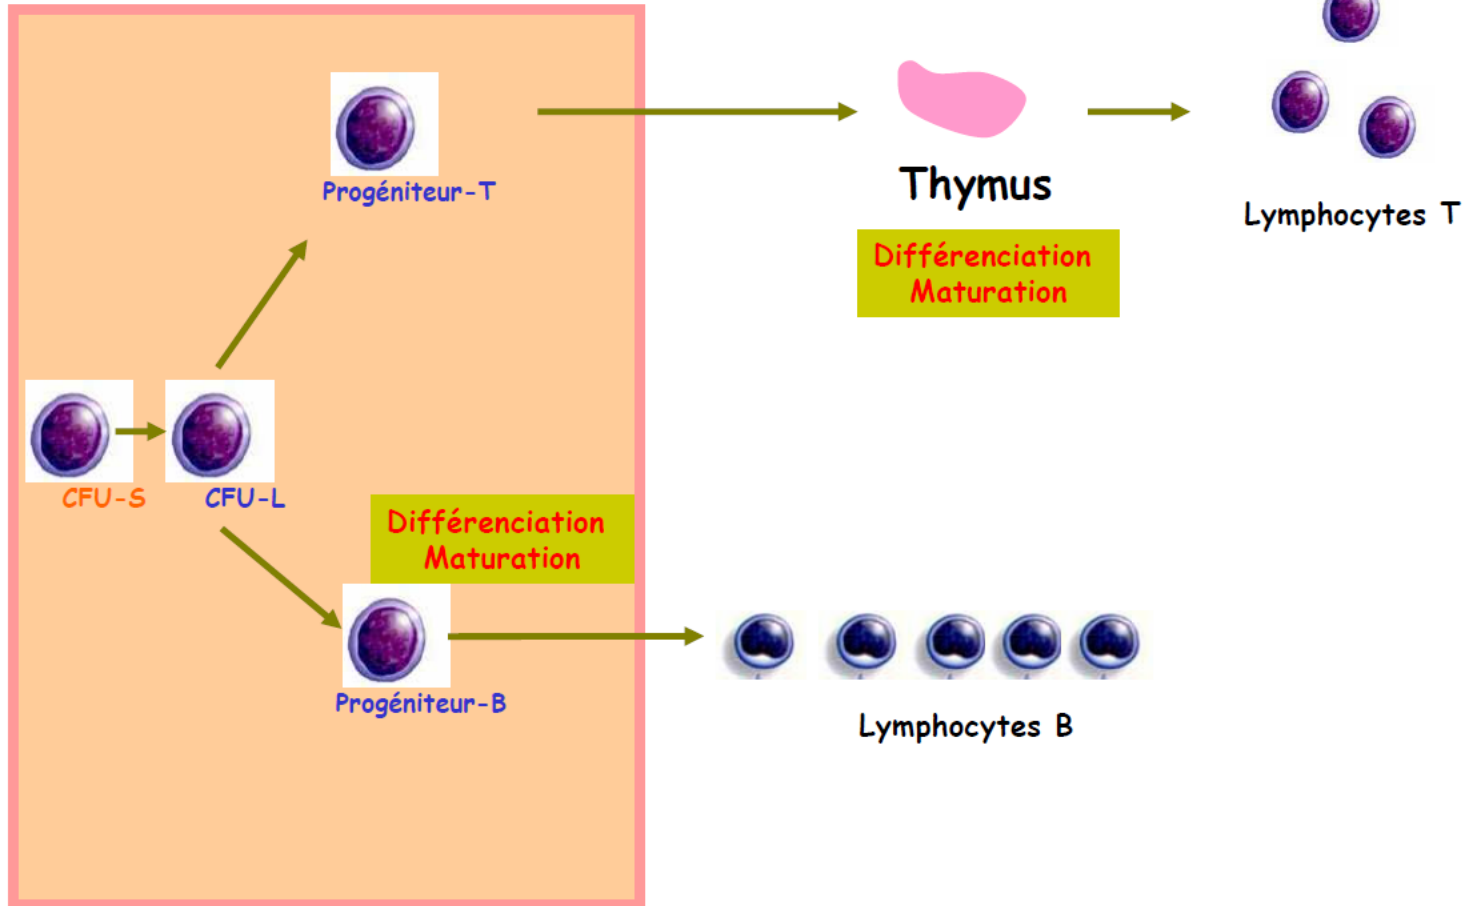 Progéniteur-T
Thymus
Lymphocytes T
Différenciation
Maturation
CFU-S
CFU-L
Différenciation
Maturation
Progéniteur-B
Lymphocytes B